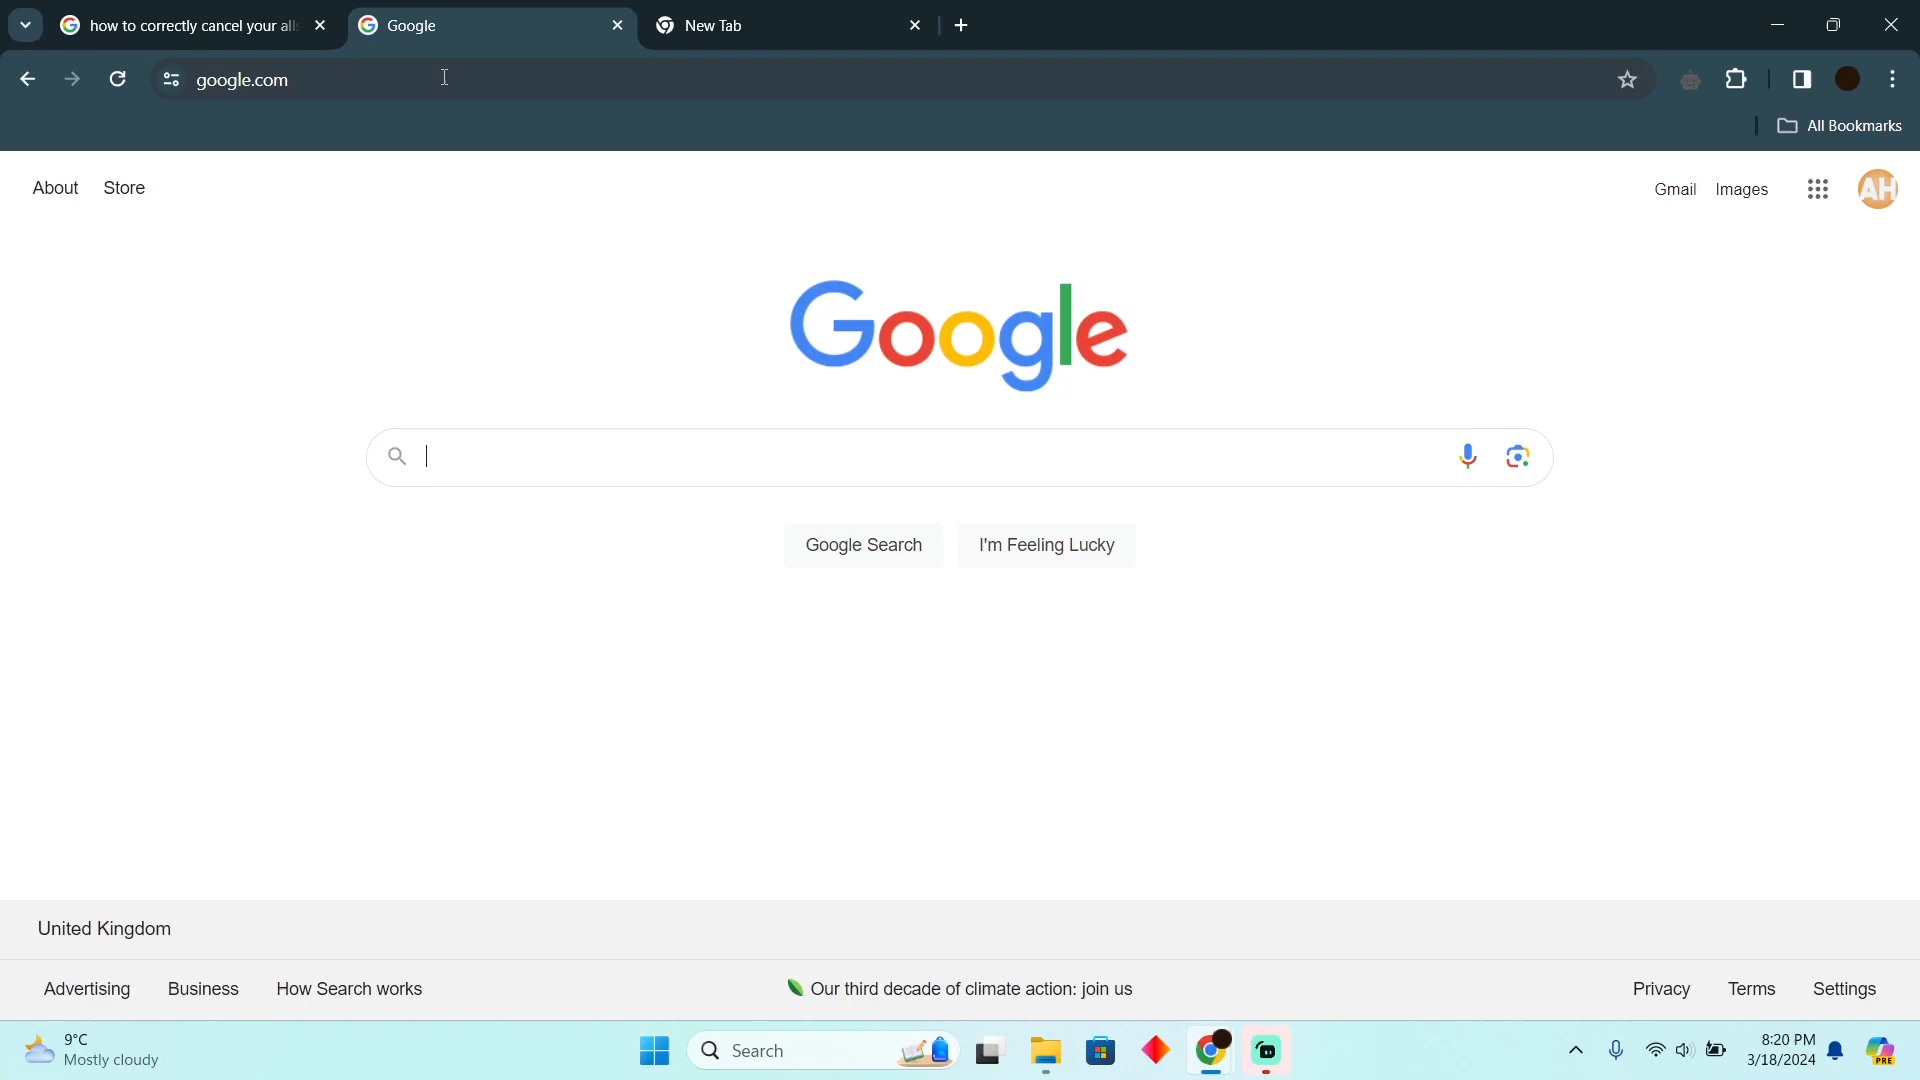 how to correctly cancel your alls
Google
New Tab
google.com
All Bookmarks
About Store
Gmail Images
AH
Google
Google Search I'm Feeling Lucky
United Kingdom
Advertising Business How Search works
Our third decade of climate action: join us
Privacy Terms Settings
9°C
Mostly cloudy
Search
8:20 PM
3/18/2024
PRE